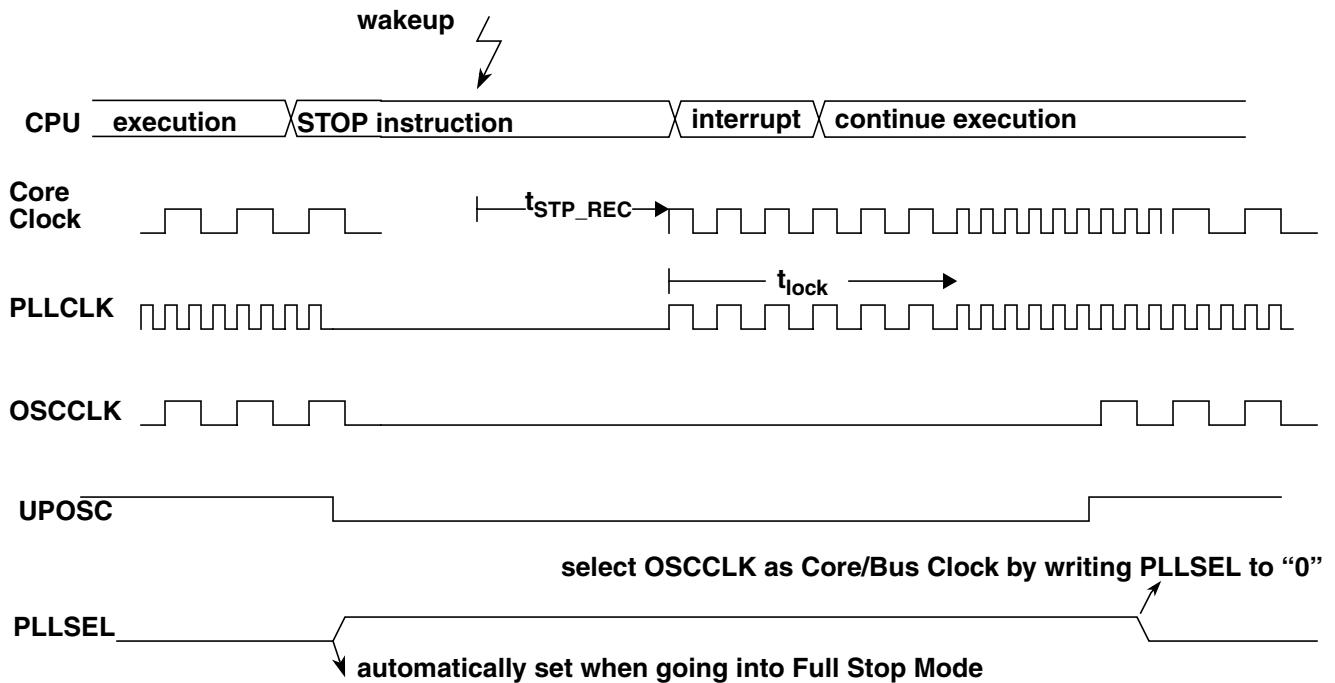 wakeup
CPU execution STOP instruction interrupt continue execution
Core
Clock
tSTP_REC
tlock
PLLCLK
OSCCLK
UPOSC
select OSCCLK as Core/Bus Clock by writing PLLSEL to “0”
PLLSEL
automatically set when going into Full Stop Mode